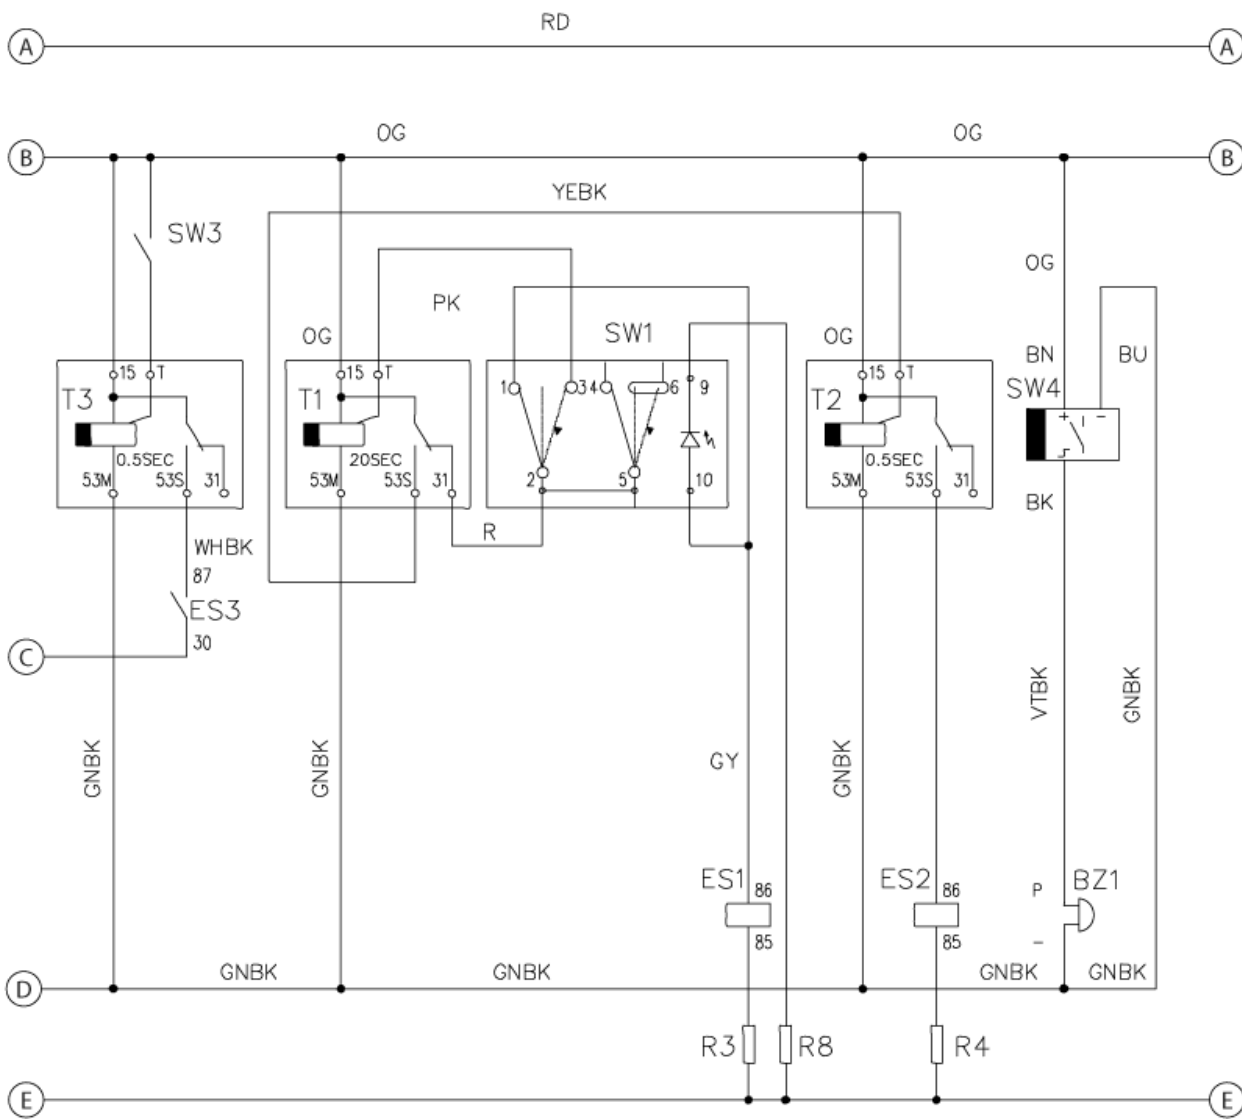 RD
A A
OG OG
B B
YEBK
SW3
OG
PK
OG SW1 OG
BN BU
15 T 15 T 15 T
T3 T1 1 3 4 6 9 T2 SW4
+ −
0.5SEC 20SEC 0.5SEC
53M 53S 31 53M 53S 31 2 5 10 53M 53S 31
BK
R
WHBK
87
ES3
30
C
VTBK GNBK
GNBK GNBK GY GNBK
ES1 86 ES2 86 P BZ1
85 85 −
GNBK GNBK GNBK GNBK
D
R3 R8 R4
E E